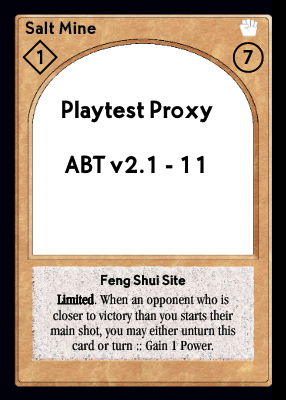 Salt Mine
1
7
Playtest Proxy
ABT v2.1 - 11
Feng Shui Site
Limited. When an opponent who is
closer to victory than you starts their
main shot, you may either unturn this
card or turn :: Gain 1 Power.